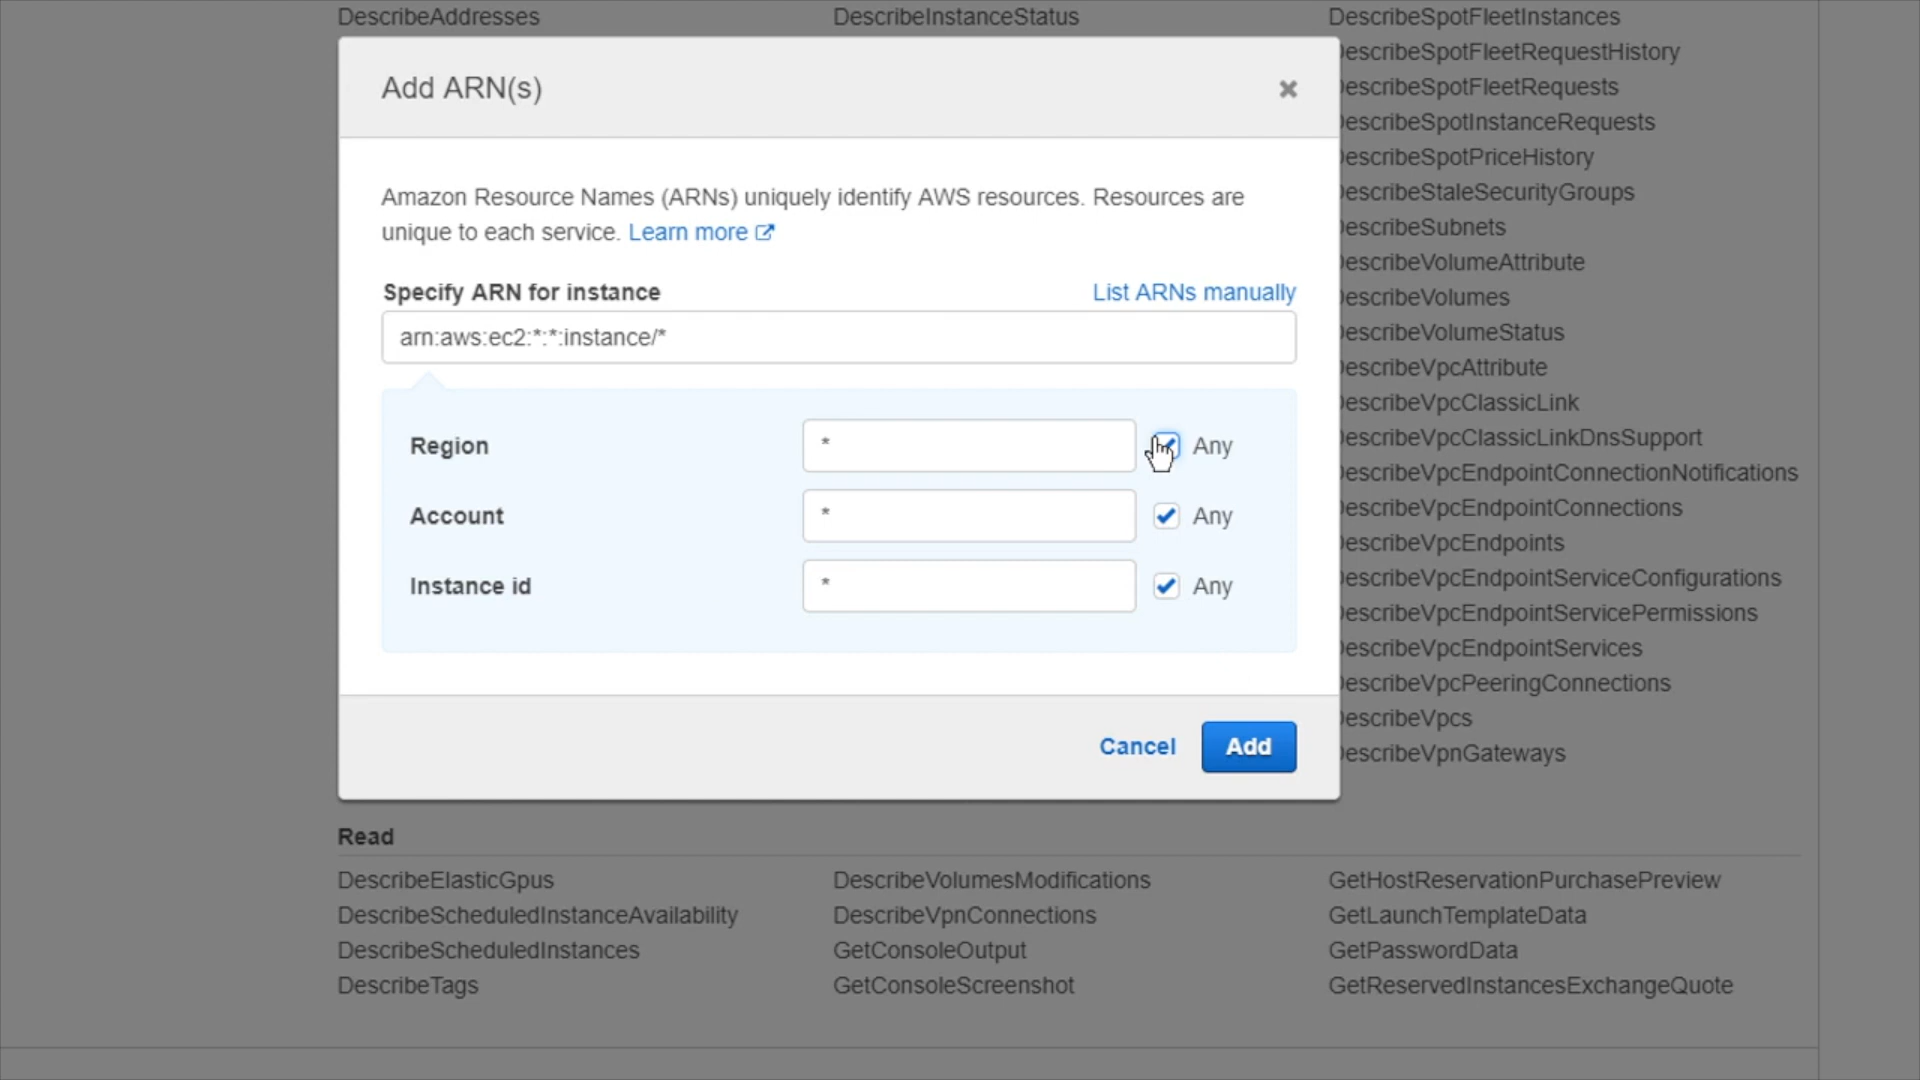 DescribeAddresses
DescribeInstanceStatus
DescribeSpotFleetInstances
Add ARN(s)
Amazon Resource Names (ARNs) uniquely identify AWS resources. Resources are
unique to each service. Learn more
Specify ARN for instance
List ARNs manually
arn:aws:ec2:*:*:instance/*
Region
*
Any
Account
*
Any
Instance id
*
Any
Cancel
Add
escribeSpotFleetRequestHistory
escribeSpotFleetRequests
escribeSpotInstanceRequests
escribeSpotPriceHistory
escribeStaleSecurityGroups
escribeSubnets
escribeVolumeAttribute
escribeVolumes
escribeVolumeStatus
escribeVpcAttribute
escribeVpcClassicLink
escribeVpcClassicLinkDnsSupport
escribeVpcEndpointConnectionNotifications
escribeVpcEndpointConnections
escribeVpcEndpoints
escribeVpcEndpointServiceConfigurations
escribeVpcEndpointServicePermissions
escribeVpcEndpointServices
escribeVpcPeeringConnections
escribeVpcs
escribeVpnGateways
Read
DescribeElasticGpus
DescribeVolumesModifications
GetHostReservationPurchasePreview
DescribeScheduledInstanceAvailability
DescribeVpnConnections
GetLaunchTemplateData
DescribeScheduledInstances
GetConsoleOutput
GetPasswordData
DescribeTags
GetConsoleScreenshot
GetReservedInstancesExchangeQuote